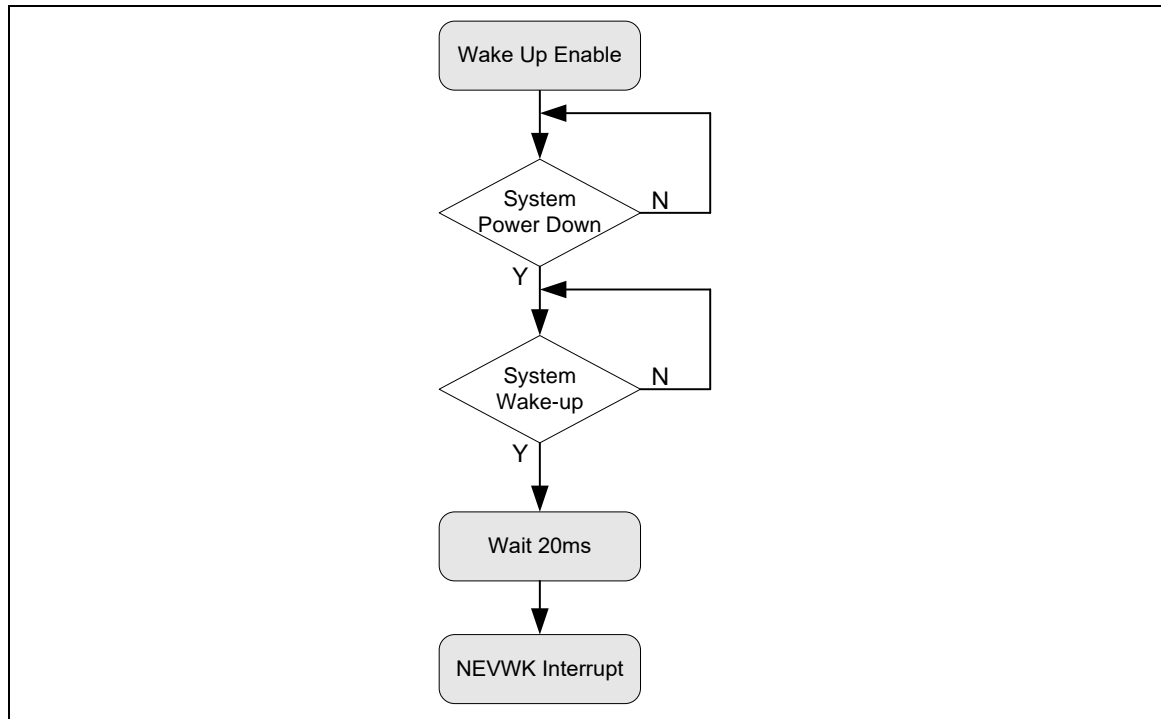 Wake Up Enable
System
Power Down
N
Y
System
Wake-up
N
Y
Wait 20ms
NEVWK Interrupt